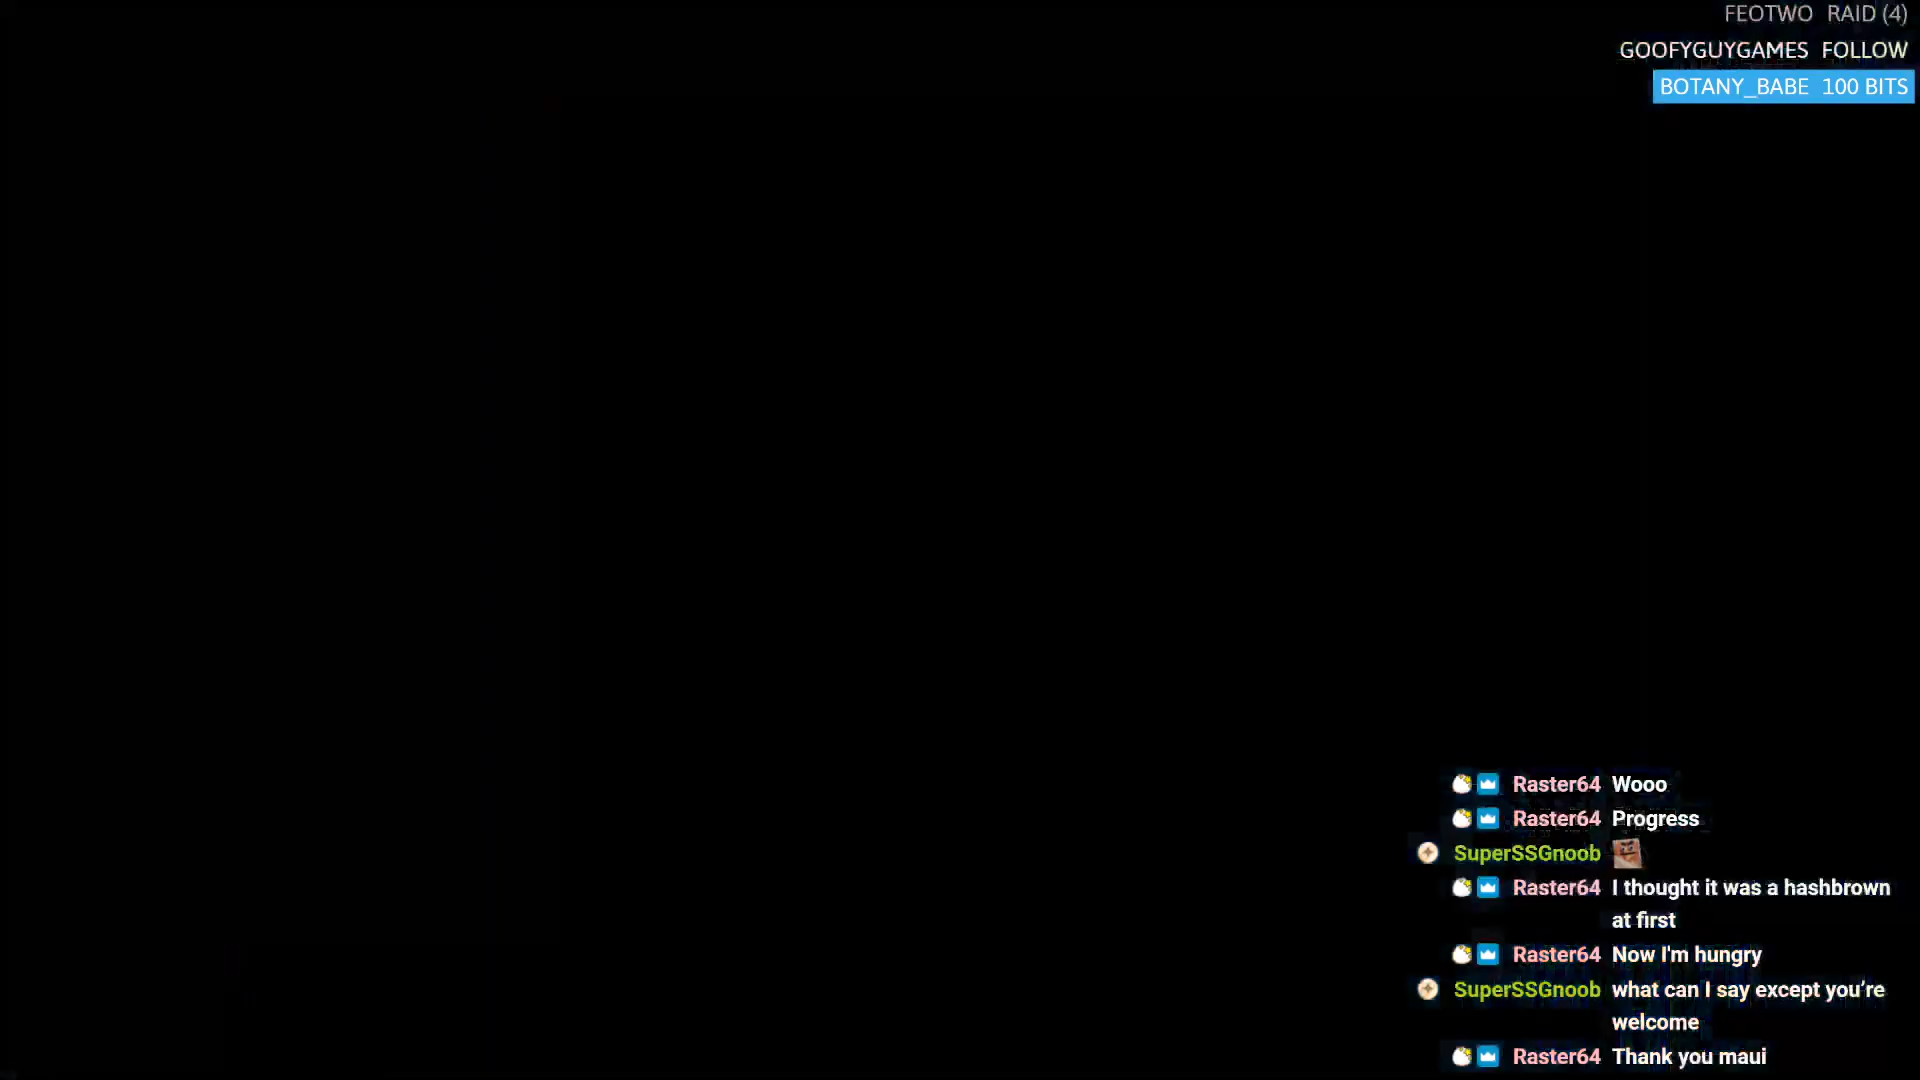 FEOTWO RAID (4)
GOOFYGUYGAMES FOLLOW
BOTANY_BABE 100 BITS
Raster64 Wooo
Raster64 Progress
SuperSSGnoob
Raster64 I thought it was a hashbrown
at first
Raster64 Now I'm hungry
SuperSSGnoob what can I say except you’re
welcome
Raster64 Thank you maui